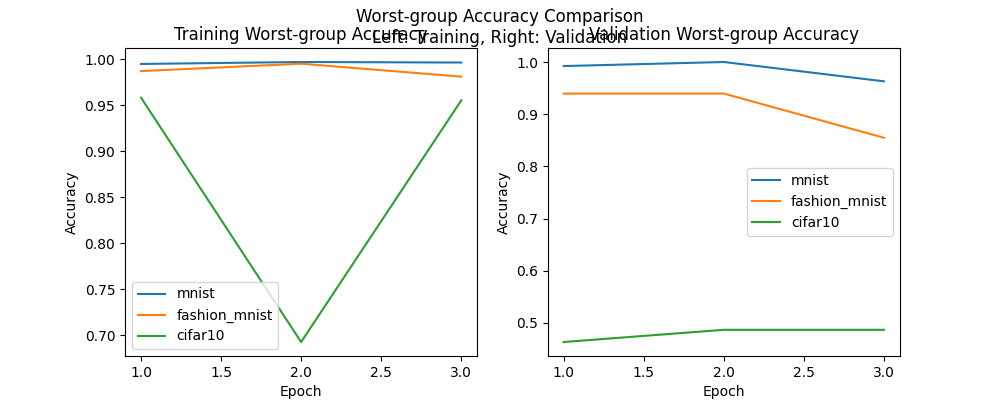 Worst-group Accuracy Comparison
Left: Training, Right: Validation
Training Worst-group Accuracy
Accuracy
1.00
0.95
0.90
0.85
0.80
0.75
0.70
mnist
fashion_mnist
cifar10
1.0 1.5 2.0 2.5 3.0
Epoch
Validation Worst-group Accuracy
Accuracy
1.0
0.9
0.8
0.7
0.6
0.5
mnist
fashion_mnist
cifar10
1.0 1.5 2.0 2.5 3.0
Epoch